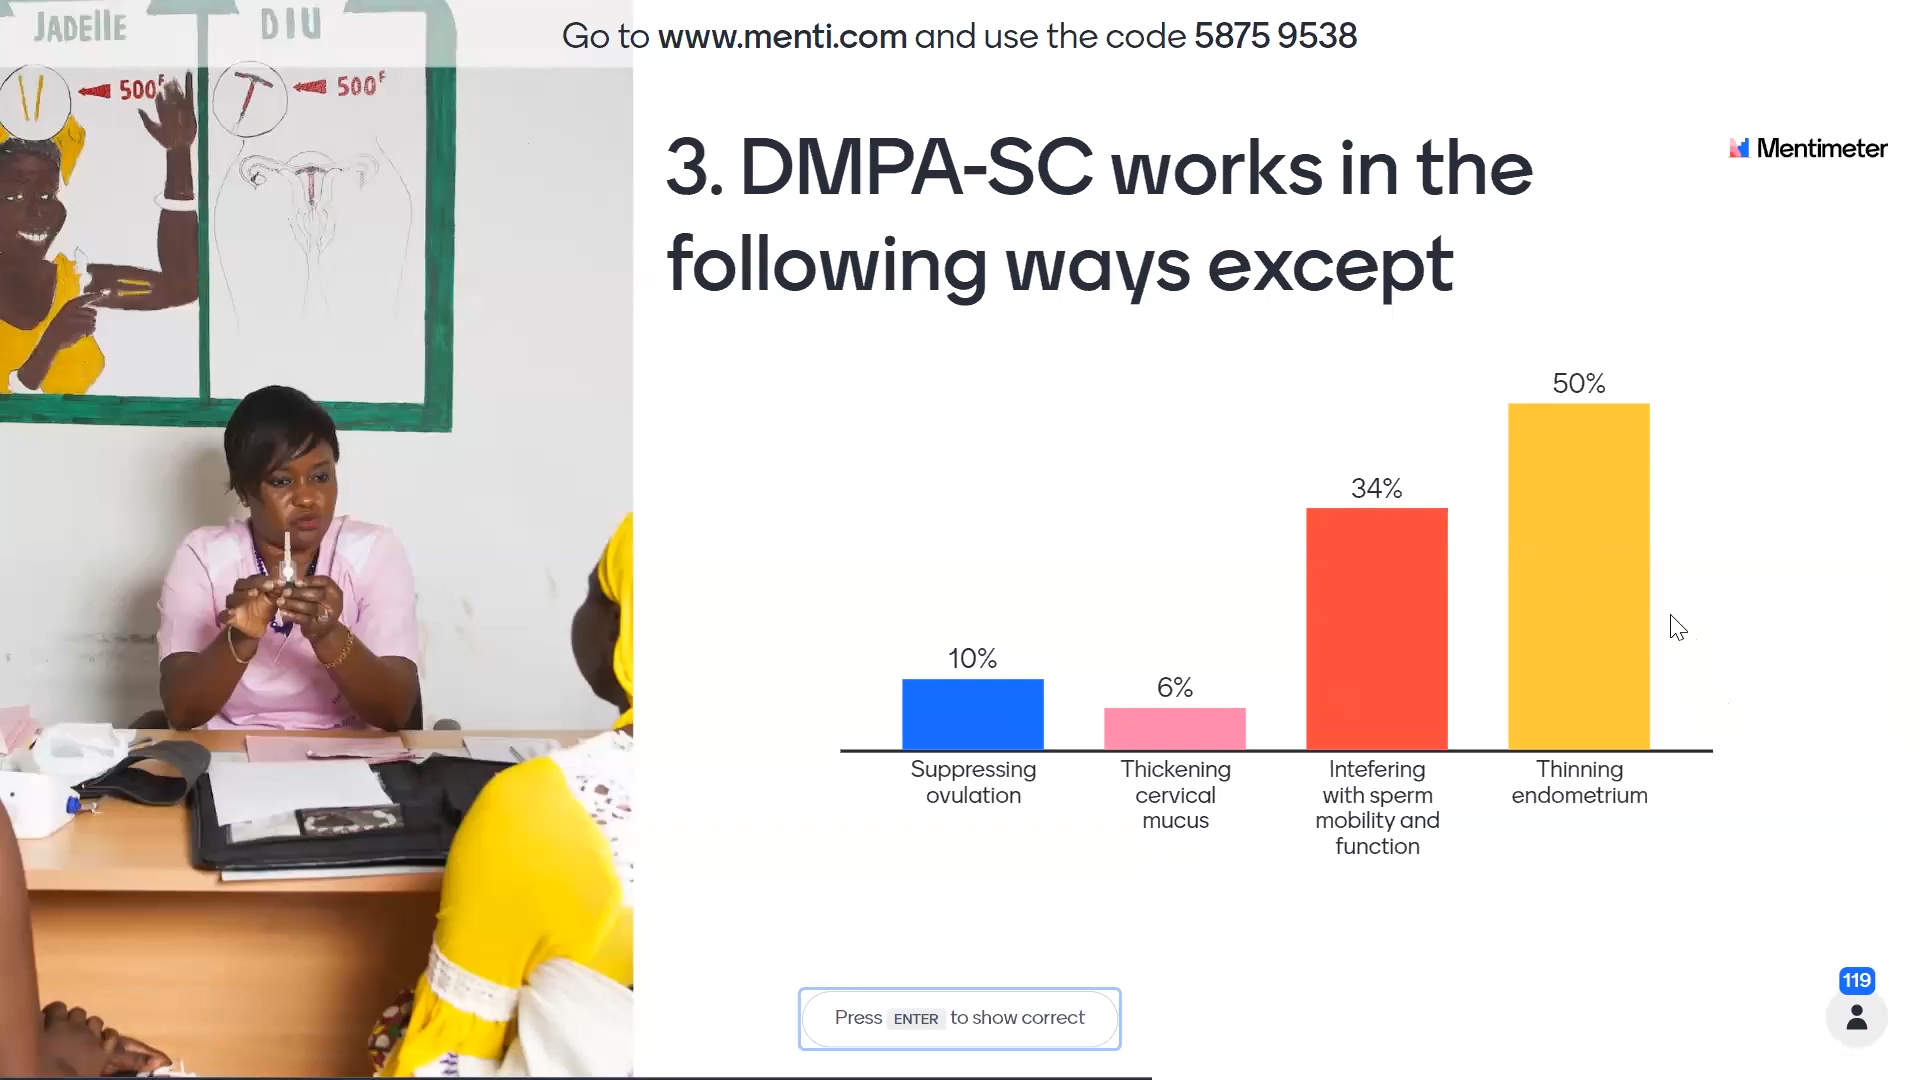 JADEllE
DIU
500F
500F
Go to www.menti.com and use the code 5875 9538
3. DMPA-SC works in the
following ways except
Mentimeter
10%
6%
34%
50%
Suppressing
ovulation
Thickening
cervical
mucus
Intefering
with sperm
mobility and
function
Thinning
endometrium
Press ENTER to show correct
119